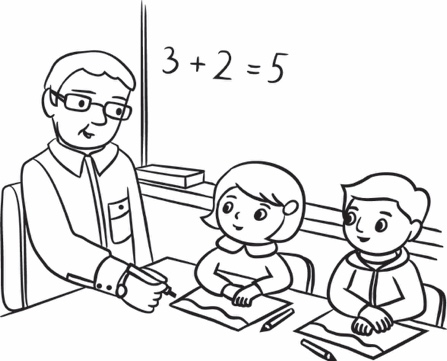 3 + 2 = 5